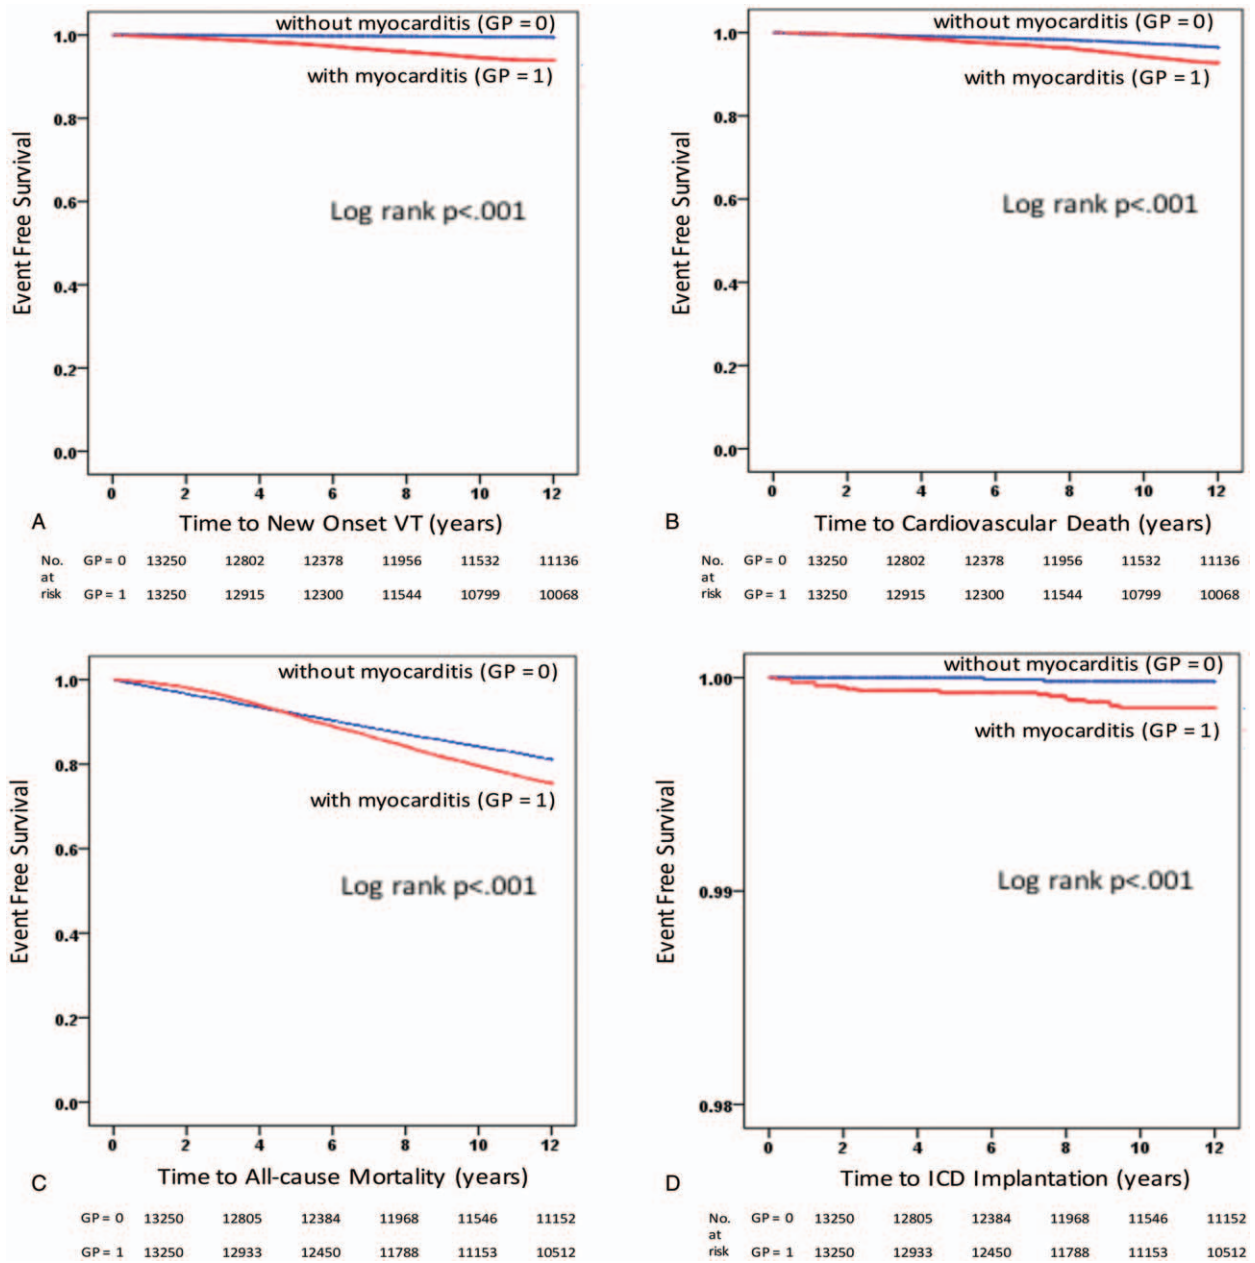 without myocarditis (GP = 0)
1.0
with myocarditis (GP = 1)
0.8
0.6
Log rank p<.001
0.4
0.2
0.0
Event Free Survival
0 2 4 6 8 10 12
A Time to New Onset VT (years)
No. at risk
GP = 0 13250 12802 12378 11956 11532 11136
GP = 1 13250 12915 12300 11544 10799 10068
without myocarditis (GP = 0)
1.0
with myocarditis (GP = 1)
0.8
0.6
Log rank p<.001
0.4
0.2
0.0
Event Free Survival
0 2 4 6 8 10 12
B Time to Cardiovascular Death (years)
No. at risk
GP = 0 13250 12802 12378 11956 11532 11136
GP = 1 13250 12915 12300 11544 10799 10068
without myocarditis (GP = 0)
1.0
0.8
with myocarditis (GP = 1)
0.6
Log rank p<.001
0.4
0.2
0.0
Event Free Survival
0 2 4 6 8 10 12
C Time to All-cause Mortality (years)
GP = 0 13250 12805 12384 11968 11546 11152
GP = 1 13250 12933 12450 11788 11153 10512
without myocarditis (GP = 0)
1.00
with myocarditis (GP = 1)
Log rank p<.001
0.99
0.98
Event Free Survival
0 2 4 6 8 10 12
D Time to ICD Implantation (years)
No. at risk
GP = 0 13250 12805 12384 11968 11546 11152
GP = 1 13250 12933 12450 11788 11153 10512